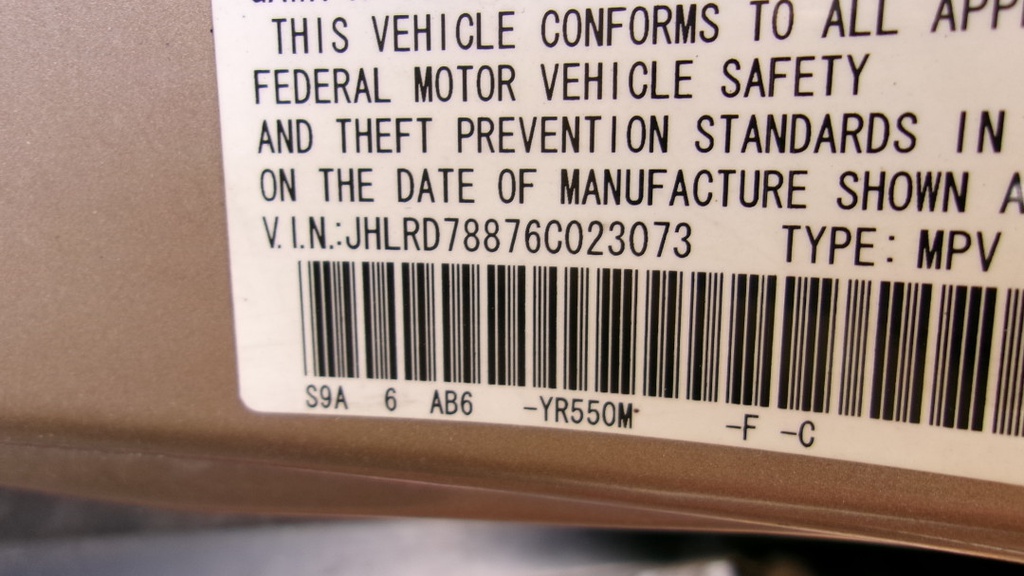 THIS VEHICLE CONFORMS TO ALL APP
FEDERAL MOTOR VEHICLE SAFETY
AND THEFT PREVENTION STANDARDS IN
ON THE DATE OF MANUFACTURE SHOWN A
V.I.N.:JHLRD78876C023073 TYPE: MPV
S9A 6 AB6 -YR550M- -F -C